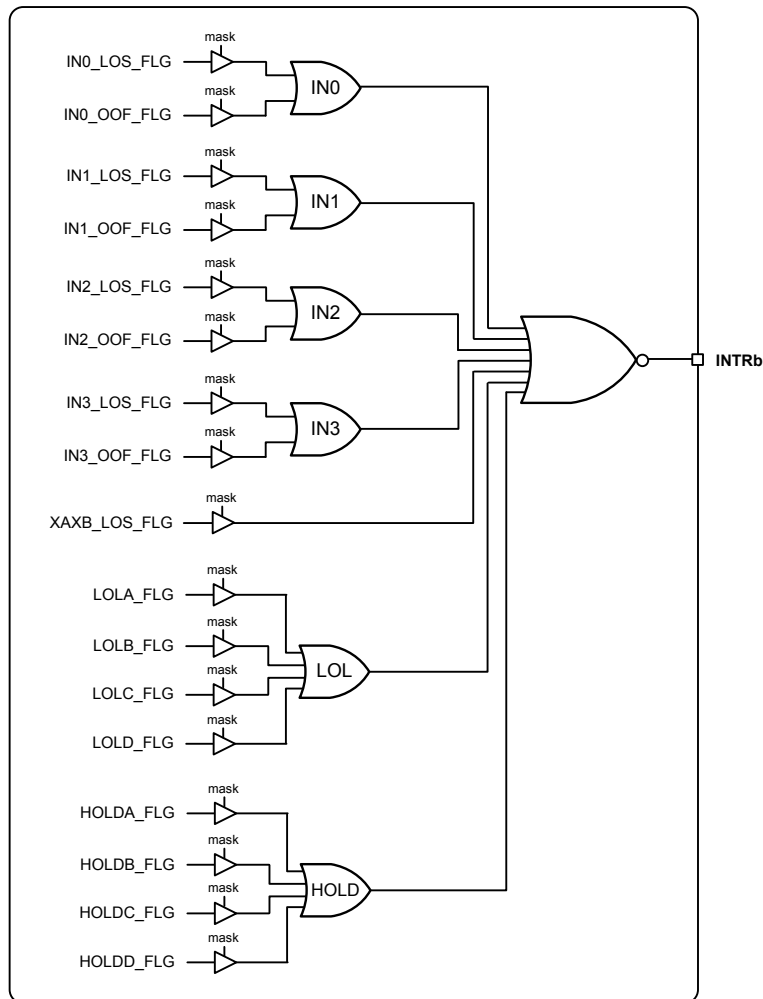 mask
IN0_LOS_FLG
IN0
mask
IN0_OOF_FLG
mask
IN1_LOS_FLG
IN1
mask
IN1_OOF_FLG
mask
IN2_LOS_FLG
IN2
mask
IN2_OOF_FLG
INTRb
mask
IN3_LOS_FLG
IN3
mask
IN3_OOF_FLG
mask
XAXB_LOS_FLG
mask
LOLA_FLG
mask
LOLB_FLG
LOL
mask
LOLC_FLG
mask
LOLD_FLG
mask
HOLDA_FLG
mask
HOLDB_FLG
HOLD
mask
HOLDC_FLG
mask
HOLDD_FLG